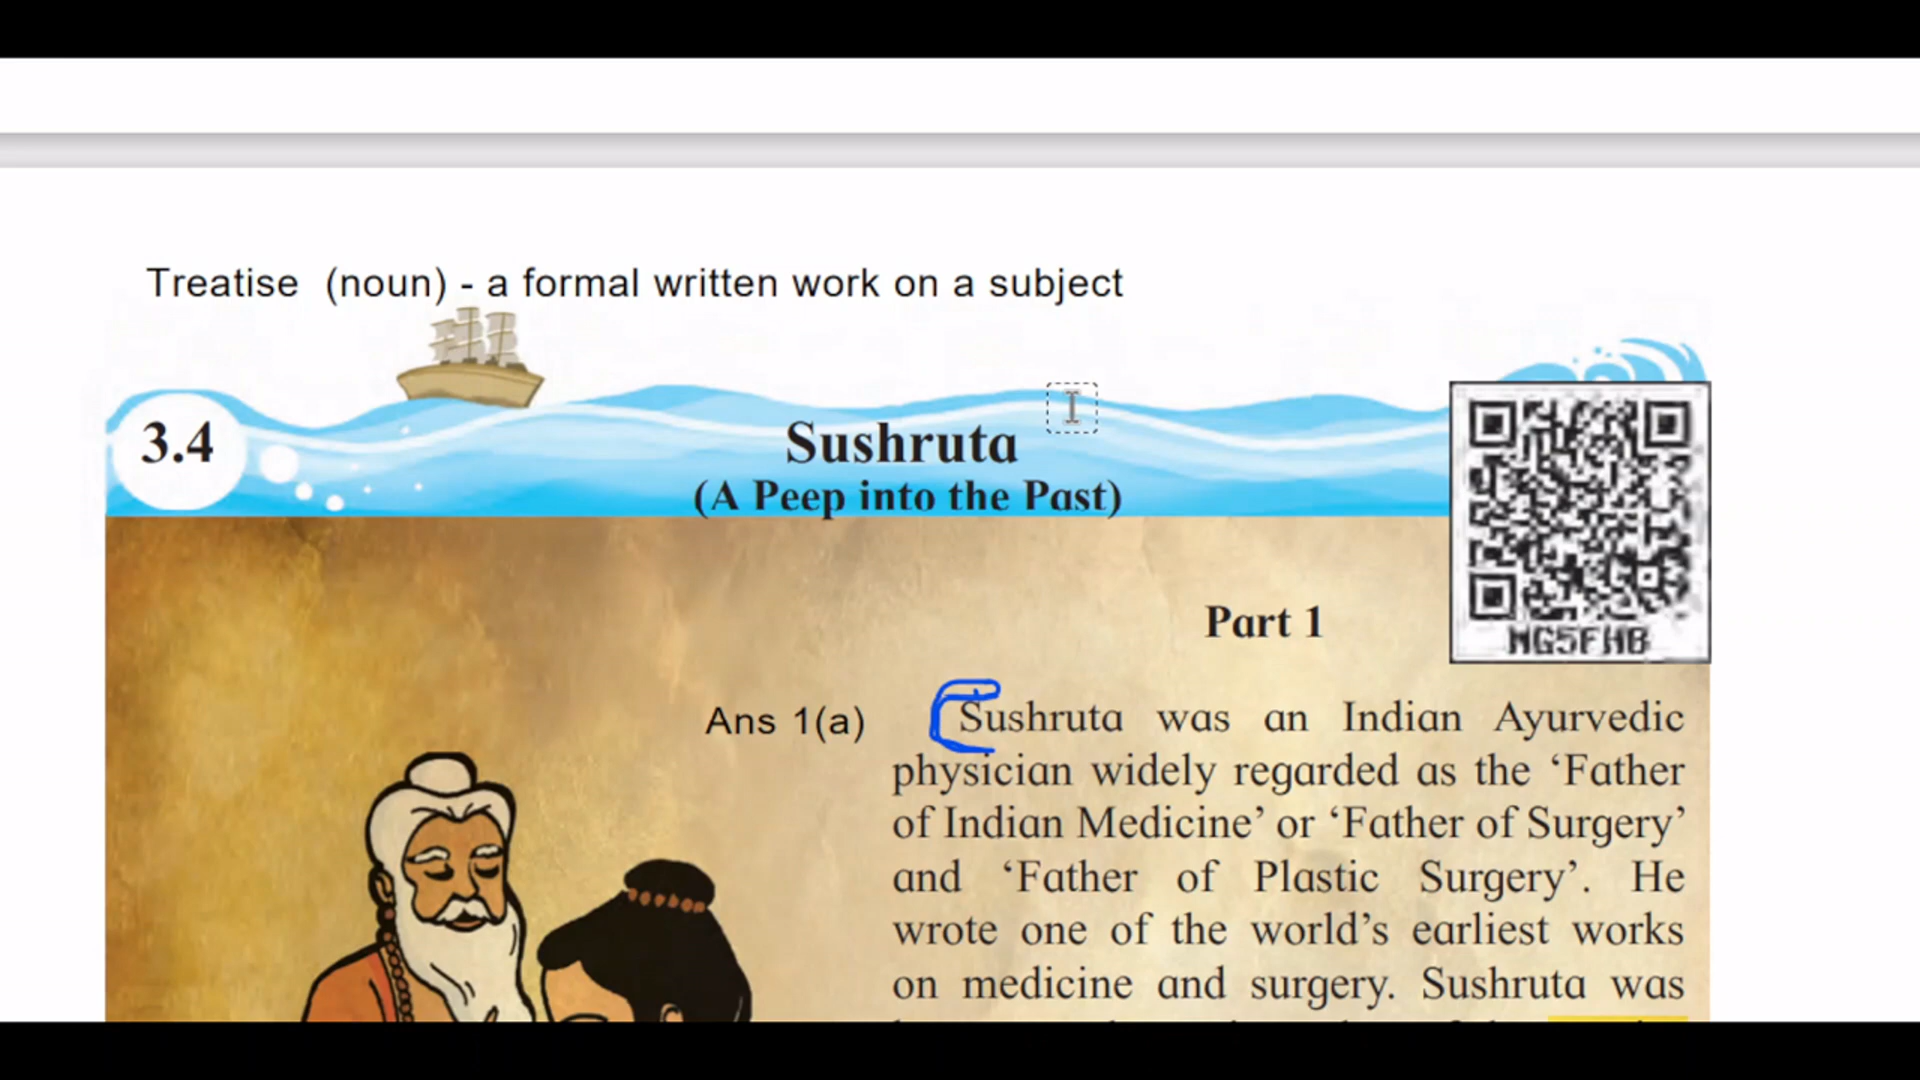 Treatise (noun) - a formal written work on a subject
3.4
Sushruta
(A Peep into the Past)
Part 1
Ans 1(a)
Sushruta was an Indian Ayurvedic
physician widely regarded as the ‘Father
of Indian Medicine’ or ‘Father of Surgery’
and ‘Father of Plastic Surgery’. He
wrote one of the world’s earliest works
on medicine and surgery. Sushruta was